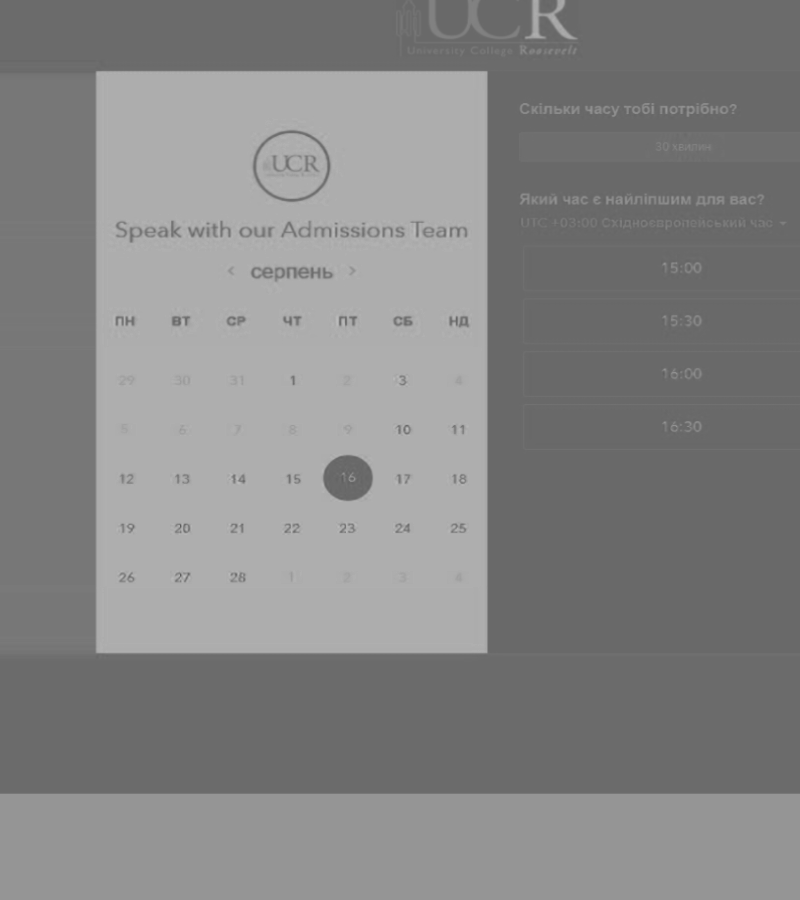 UCR
University College Roosevelt
UCR
Speak with our Admissions Team
< серпень >
ПН ВТ СР ЧТ ПТ СБ НД
29 30 31 1 2 3 4
5 6 7 8 9 10 11
12 13 14 15 16 17 18
19 20 21 22 23 24 25
26 27 28 1 2 3 4
Скільки часу тобі потрібно?
30 хвилин
Який час є найліпшим для вас?
UTC +03:00 Східноєвропейський час
15:00
15:30
16:00
16:30